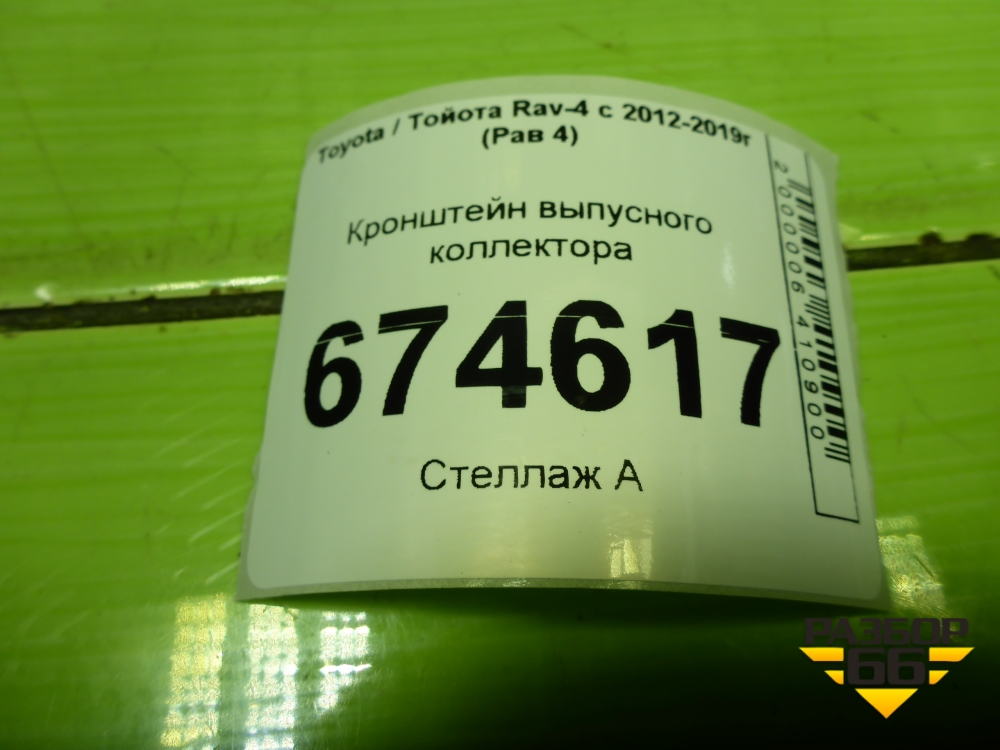 Toyota / Тойота Rav-4 с 2012-2019г
(Рав 4)
Кронштейн выпусного
коллектора
674617
Стеллаж А
2000006410900
РАЗБОР
66